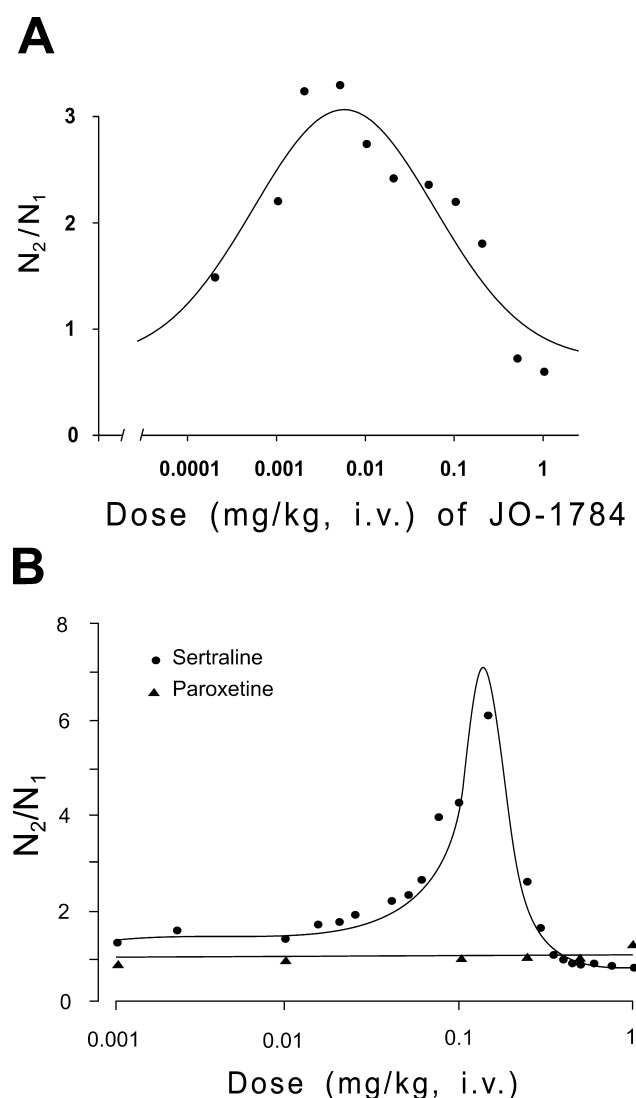 A
3
2
1
0
N2/N1
0.0001 0.001 0.01 0.1 1
Dose (mg/kg, i.v.) of JO-1784
B
8
6
4
2
0
N2/N1
Sertraline
Paroxetine
0.001 0.01 0.1 1
Dose (mg/kg, i.v.)